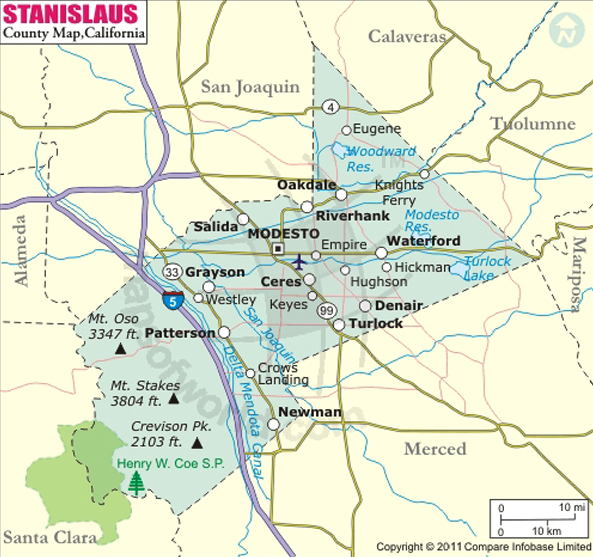 STANISLAUS
County Map,California
Calaveras
San Joaquin
4
Eugene
Tuolumne
Woodward
Res.
Oakdale
Knights
Ferry
Riverhank
Salida
Modesto
Res.
MODESTO
Empire
Waterford
Alameda
Mariposa
33
Grayson
Hickman
Turlock
Lake
Ceres
Hughson
5
Westley
Keyes
99
Denair
Mt. Oso
3347 ft.
Patterson
San Joaquin
Turlock
Delta Mendota Canal
Crows
Landing
Mt. Stakes
3804 ft.
Newman
Crevison Pk.
2103 ft.
Merced
Henry W. Coe S.P.
Santa Clara
0 10 mi
0 10 km
Copyright © 2011 Compare Infobase Limited